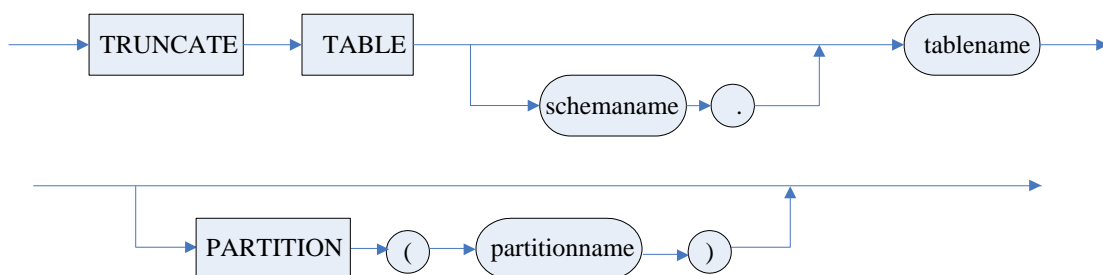 TRUNCATE TABLE tablename
schemaname .
PARTITION ( partitionname )